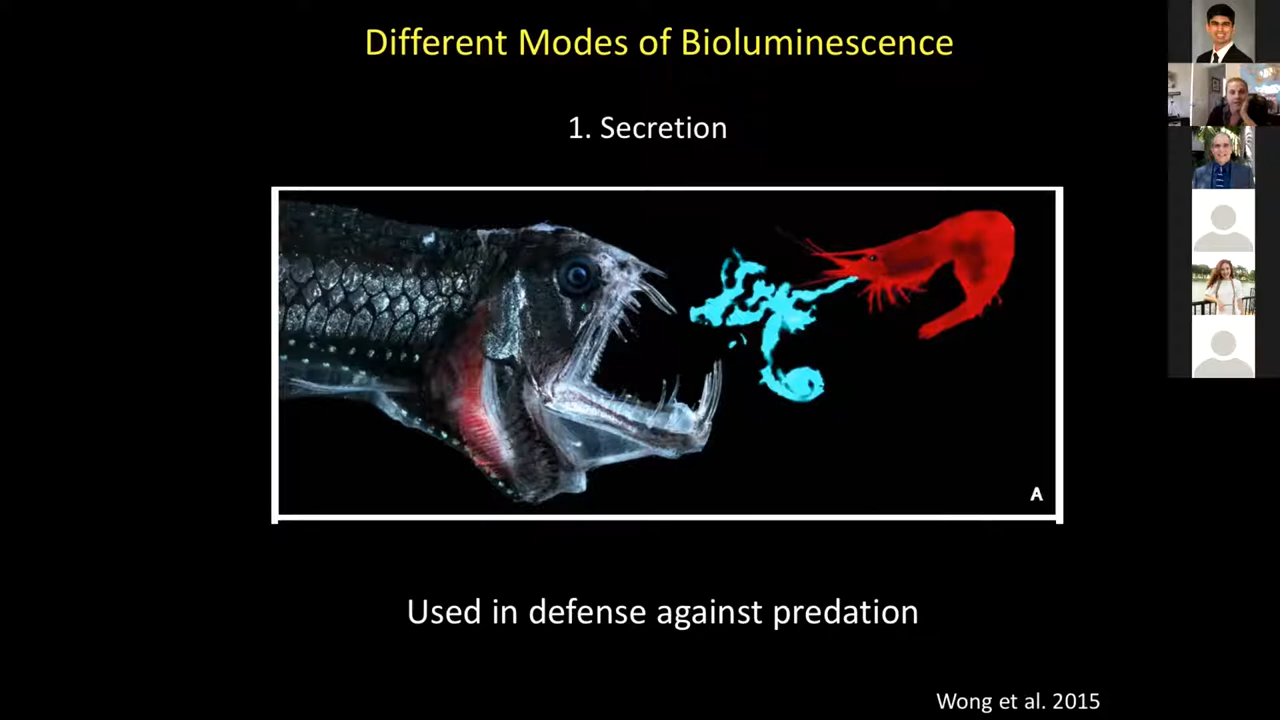 Different Modes of Bioluminescence
1. Secretion
A
Used in defense against predation
Wong et al. 2015